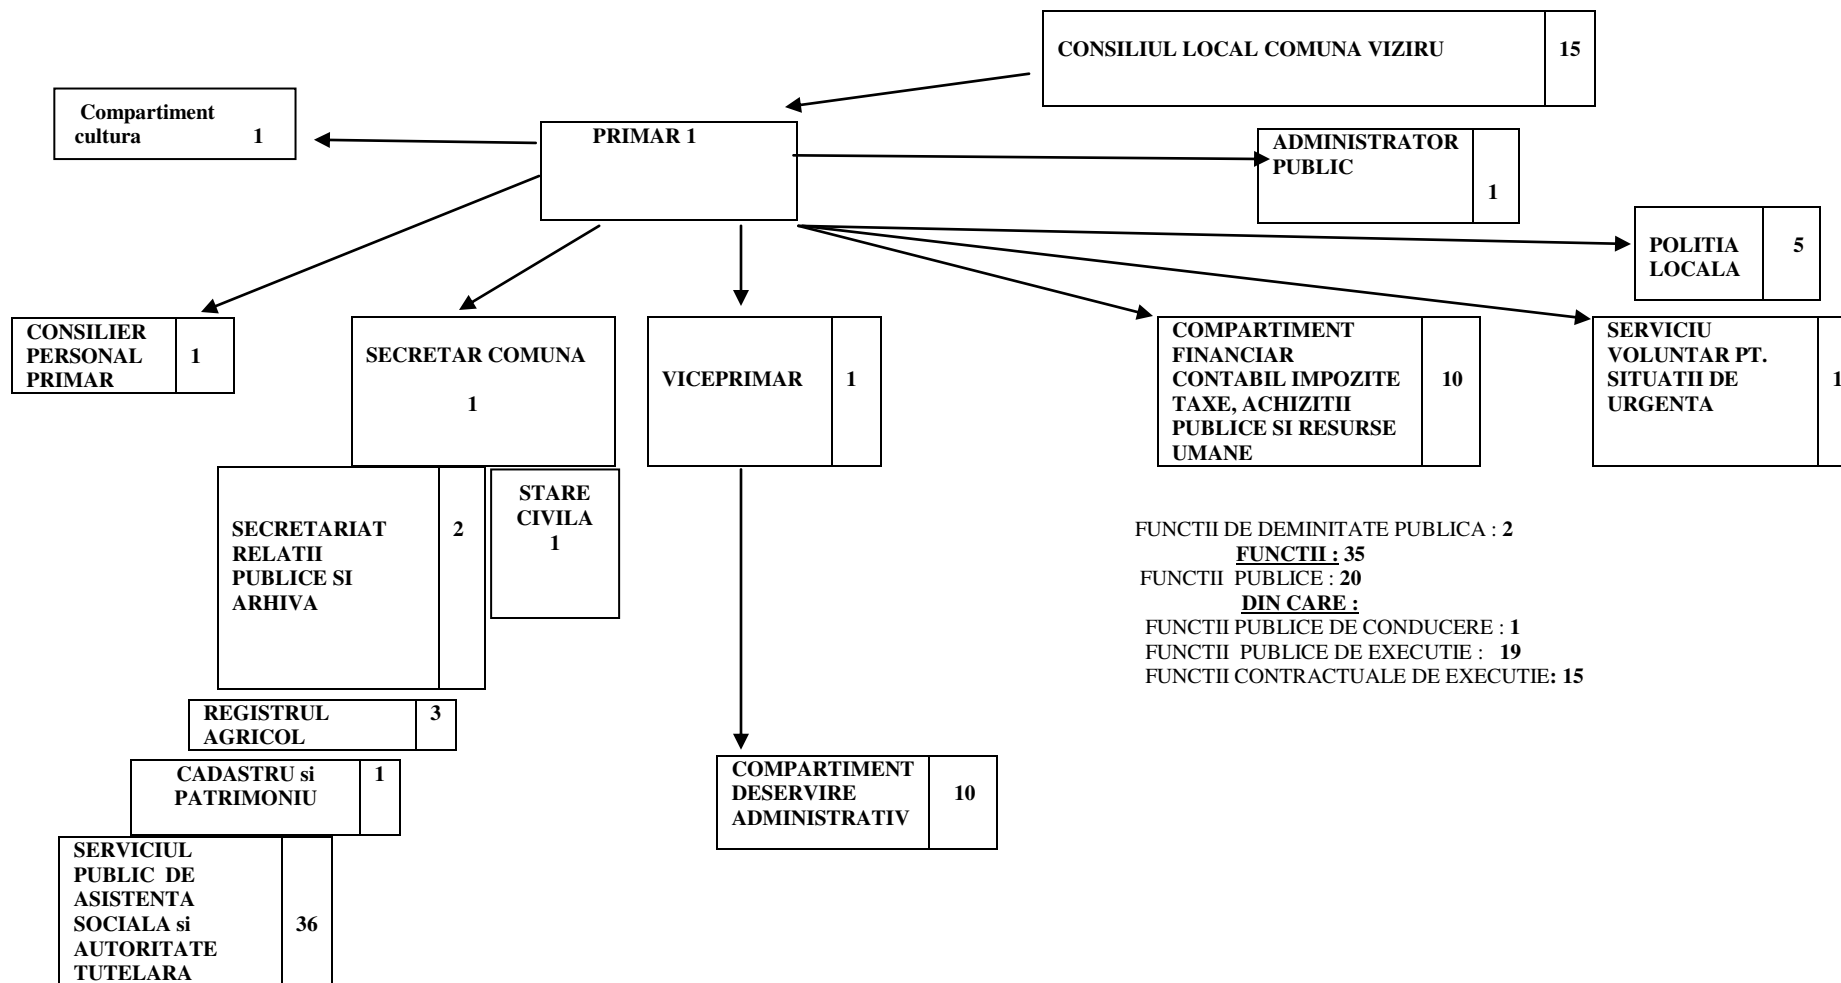 CONSILIUL LOCAL COMUNA VIZIRU 15
Compartiment
cultura 1
PRIMAR 1
ADMINISTRATOR
PUBLIC
1
POLITIA 5
LOCALA
CONSILIER
PERSONAL 1
PRIMAR
SECRETAR COMUNA
1
VICEPRIMAR 1
COMPARTIMENT
FINANCIAR
CONTABIL IMPOZITE 10
TAXE, ACHIZITII
PUBLICE SI RESURSE
UMANE
SERVICIU
VOLUNTAR PT.
SITUATII DE 1
URGENTA
SECRETARIAT 2
RELATII
PUBLICE SI
ARHIVA
STARE
CIVILA
1
FUNCTII DE DEMINITATE PUBLICA : 2
FUNCTII : 35
FUNCTII PUBLICE : 20
DIN CARE :
FUNCTII PUBLICE DE CONDUCERE : 1
FUNCTII PUBLICE DE EXECUTIE : 19
FUNCTII CONTRACTUALE DE EXECUTIE: 15
REGISTRUL 3
AGRICOL
CADASTRU si 1
PATRIMONIU
COMPARTIMENT
DESERVIRE 10
ADMINISTRATIV
SERVICIUL
PUBLIC DE
ASISTENTA
SOCIALA si 36
AUTORITATE
TUTELARA